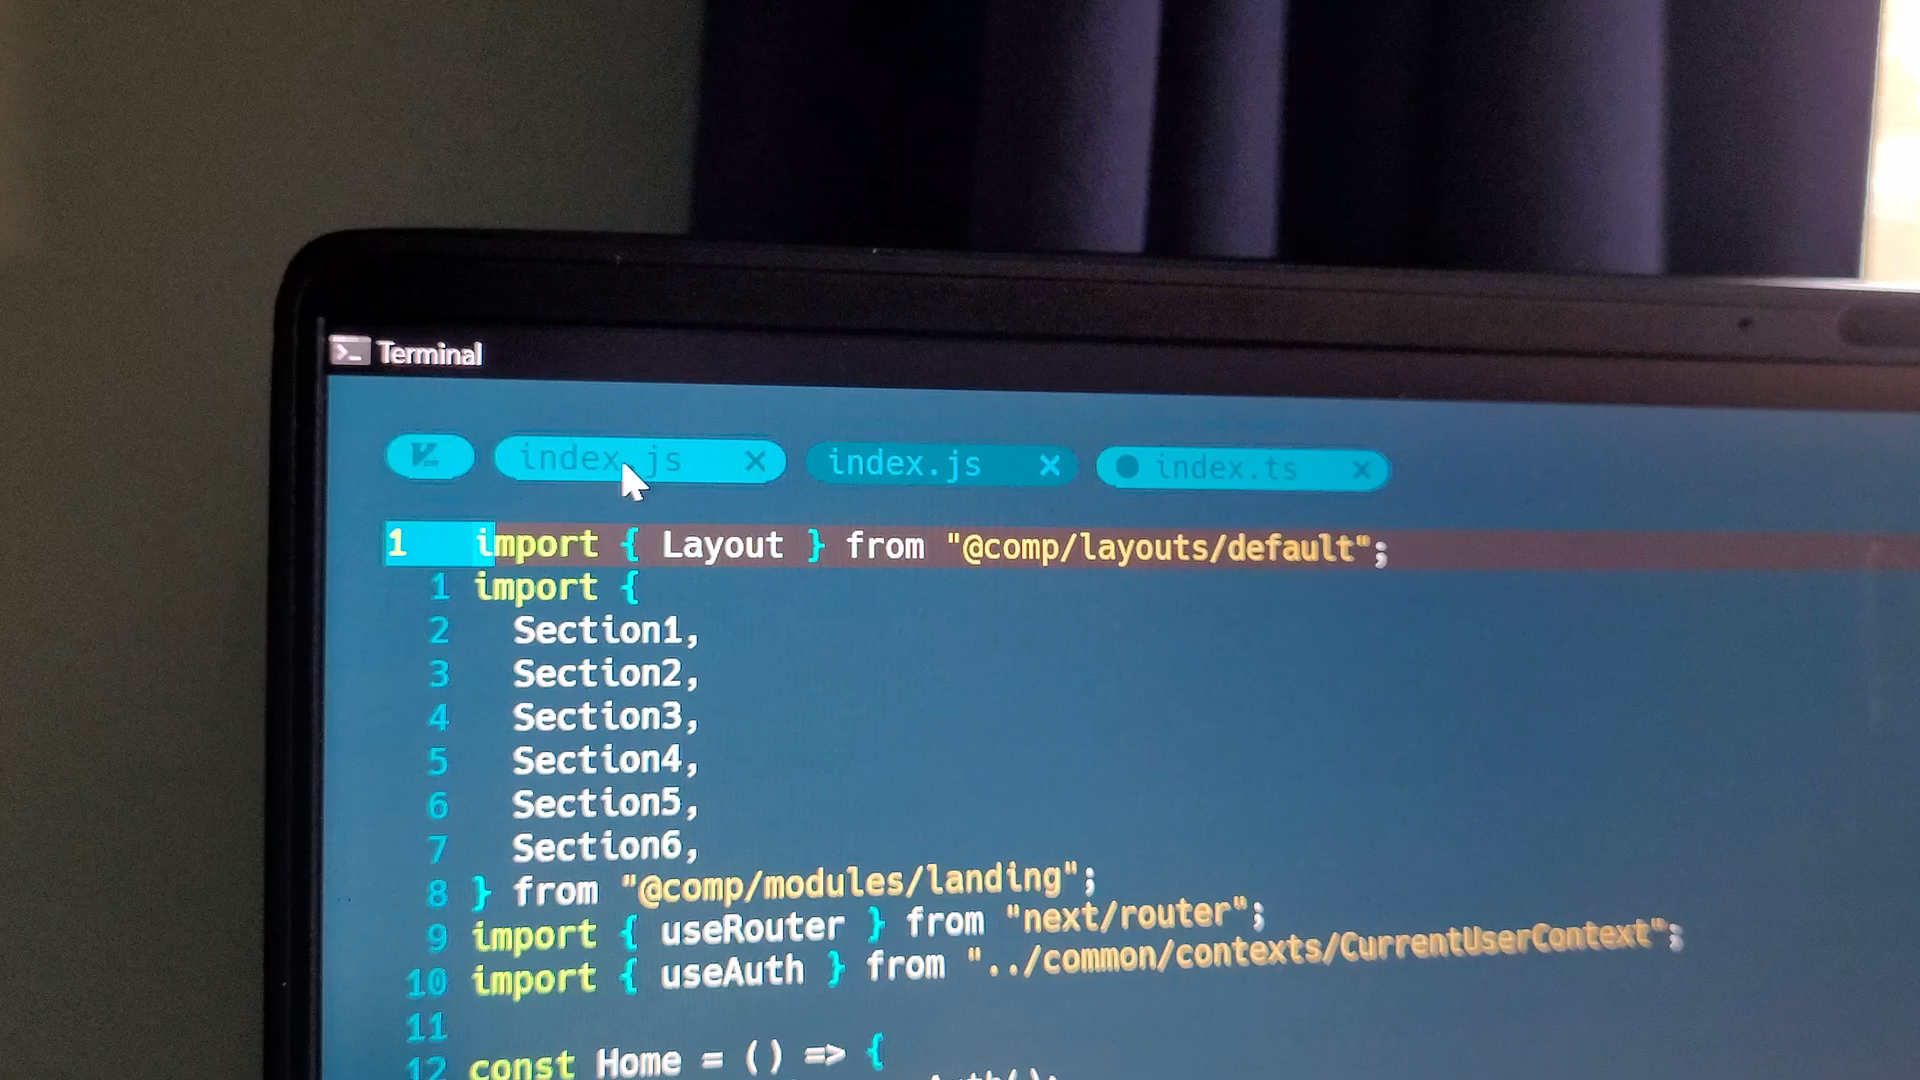 Terminal
index.js × index.js × index.ts ×
1 import { Layout } from "@comp/layouts/default";
1 import {
2 Section1,
3 Section2,
4 Section3,
5 Section4,
6 Section5,
7 Section6,
8 } from "@comp/modules/landing";
9 import { useRouter } from "next/router";
10 import { useAuth } from "../common/contexts/CurrentUserContext";
11
12 const Home = () => {